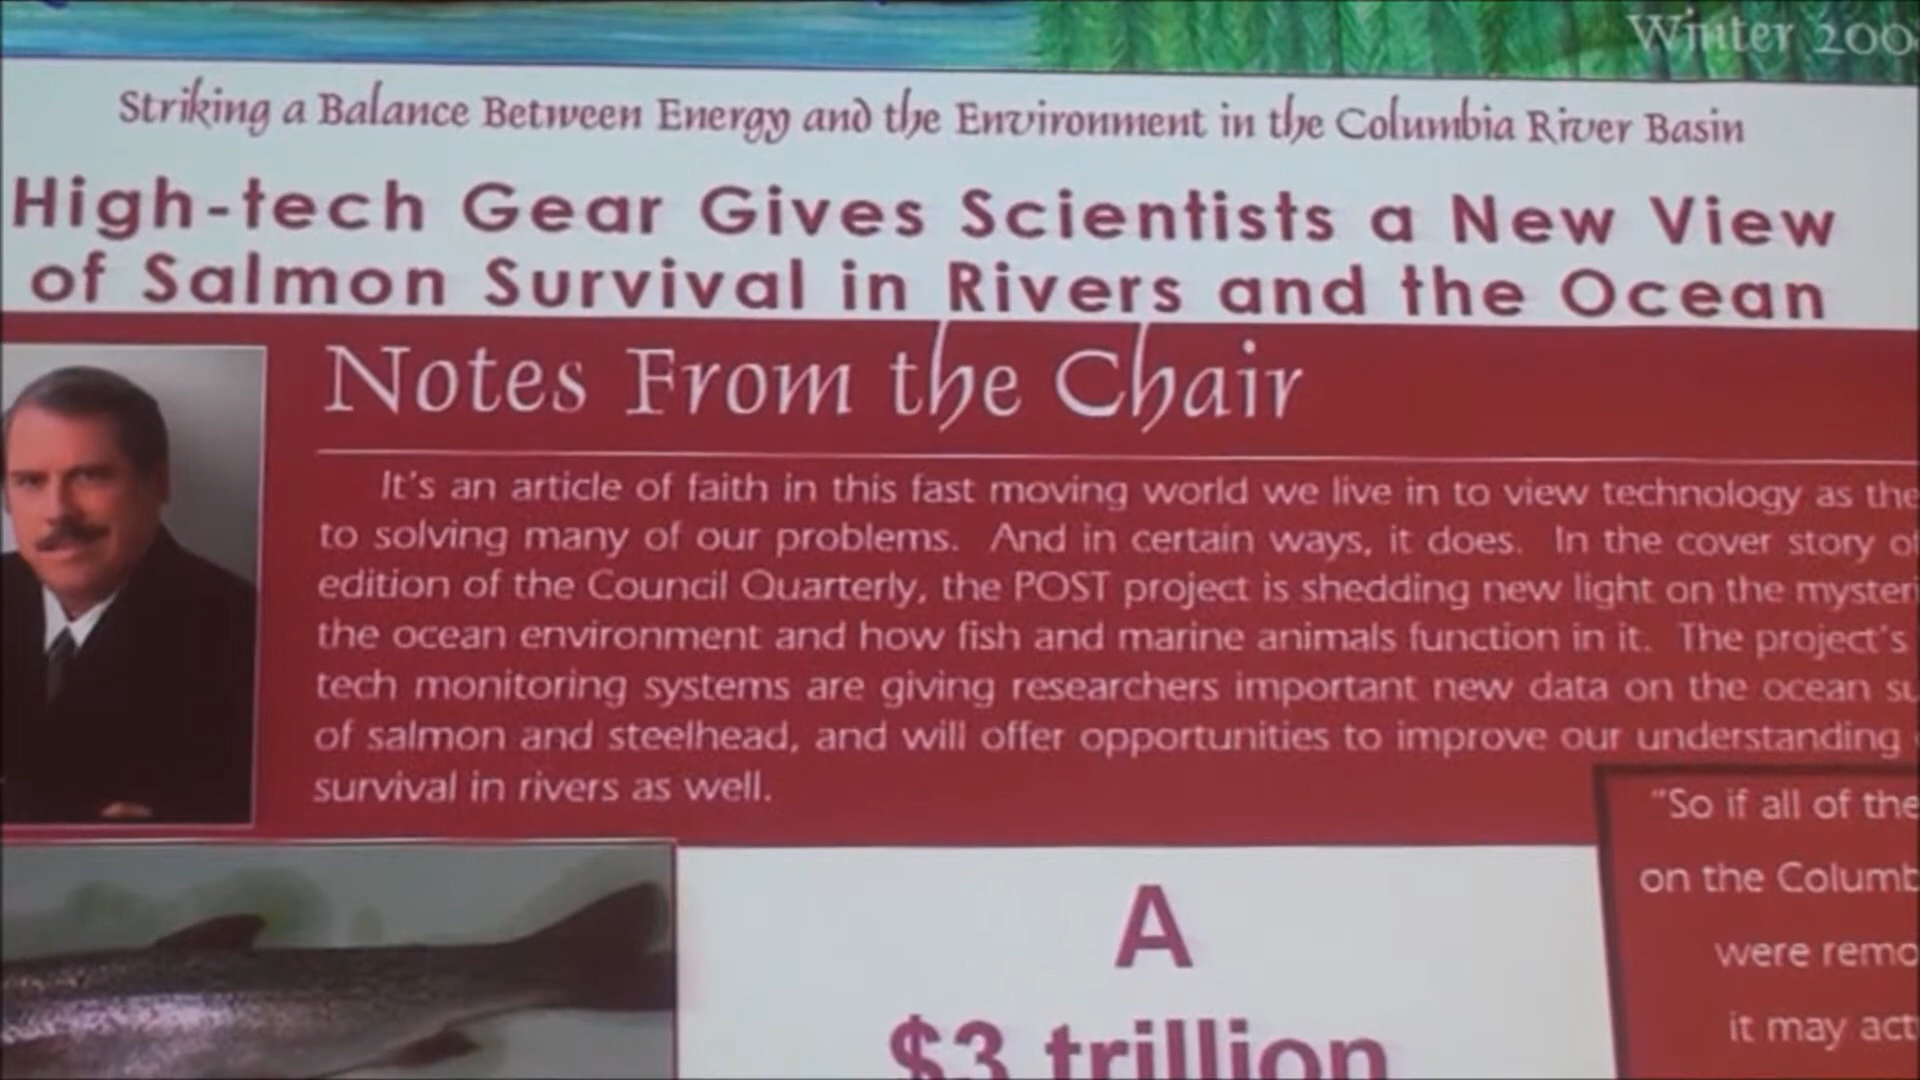 Winter 200
Striking a Balance Between Energy and the Environment in the Columbia River Basin
High-tech Gear Gives Scientists a New View
of Salmon Survival in Rivers and the Ocean
Notes From the Chair
It's an article of faith in this fast moving world we live in to view technology as the
to solving many of our problems. And in certain ways, it does. In the cover story of
edition of the Council Quarterly, the POST project is shedding new light on the mysteri
the ocean environment and how fish and marine animals function in it. The project's
tech monitoring systems are giving researchers important new data on the ocean su
of salmon and steelhead, and will offer opportunities to improve our understanding
survival in rivers as well.
"So if all of the
on the Columb
were remo
it may act
A
$3 trillion